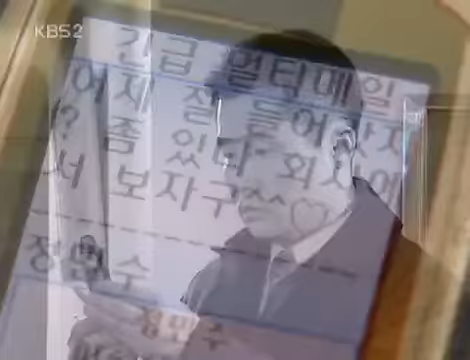 KBS2
긴급 멀티메일
어제 잘 들어갔지
? 좀 있다 회사에
서 보자구^^♡
정민수
정민수